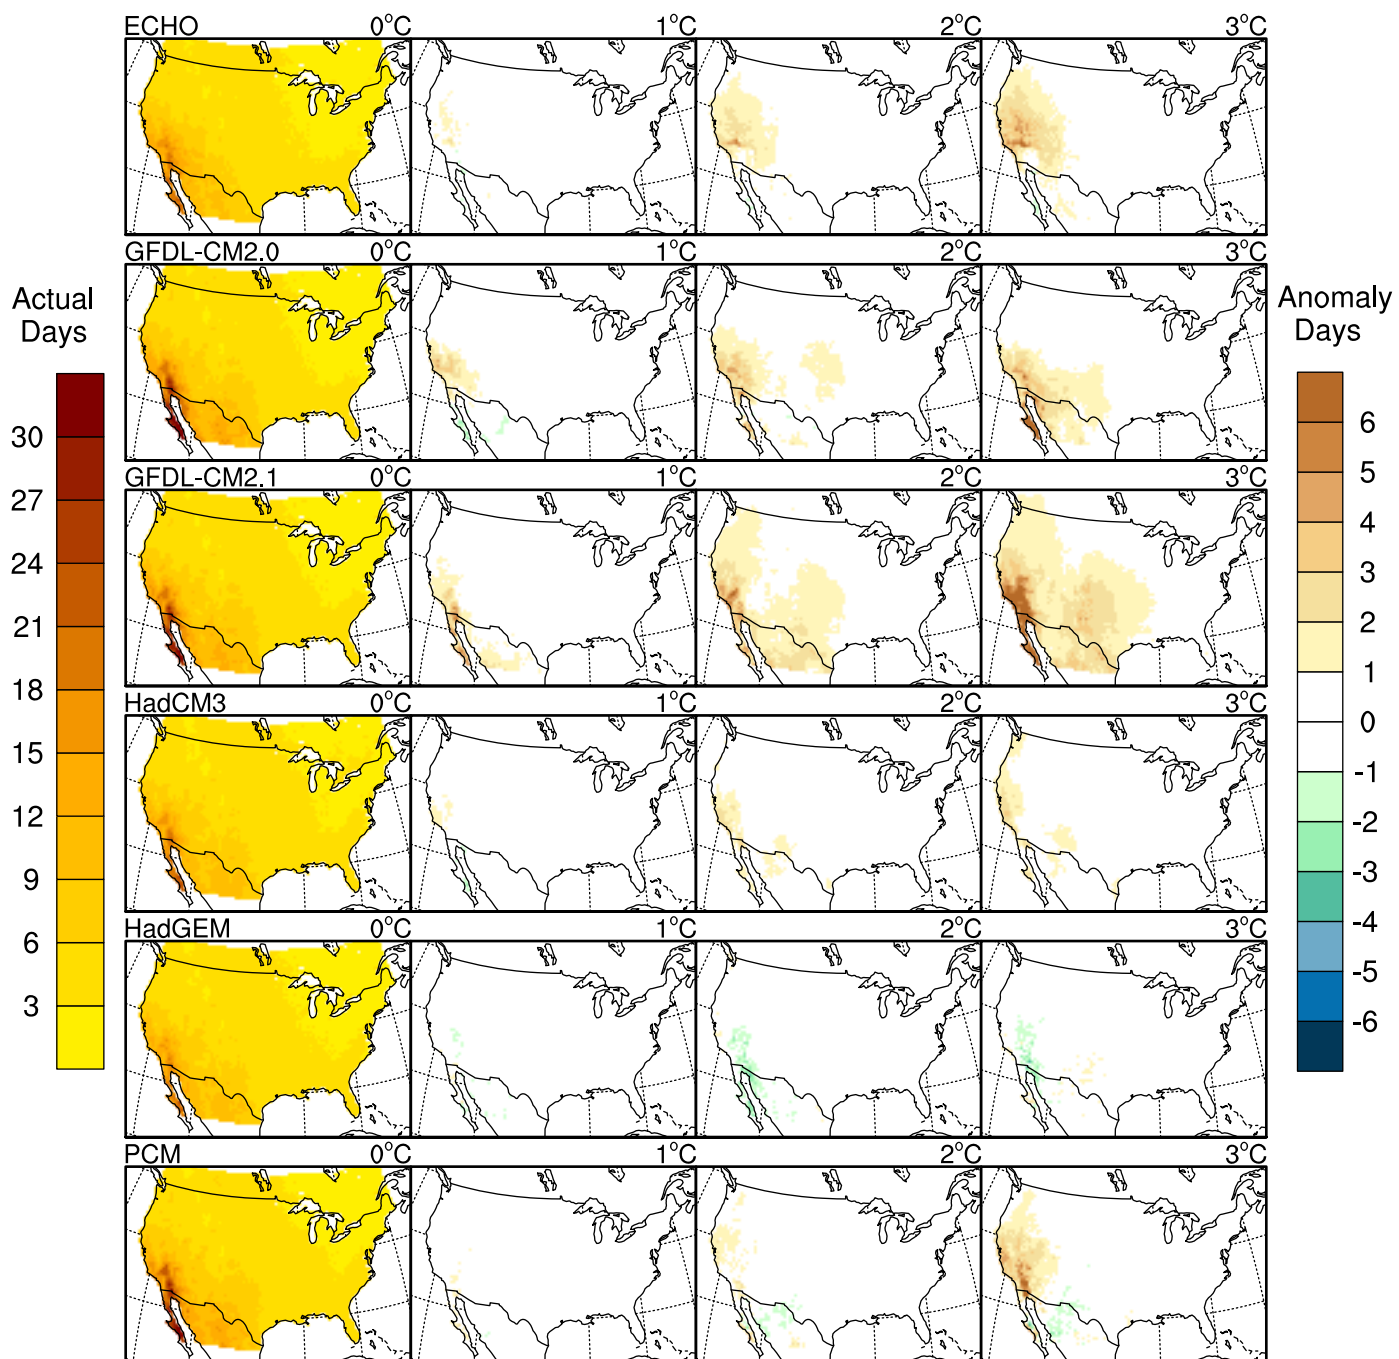 ECHO 0°C 1°C 2°C 3°C
GFDL-CM2.0 0°C 1°C 2°C 3°C
Actual
Days
30
27
24
21
18
15
12
9
6
3
Anomaly
Days
6
5
4
3
2
1
0
-1
-2
-3
-4
-5
-6
GFDL-CM2.1 0°C 1°C 2°C 3°C
HadCM3 0°C 1°C 2°C 3°C
HadGEM 0°C 1°C 2°C 3°C
PCM 0°C 1°C 2°C 3°C